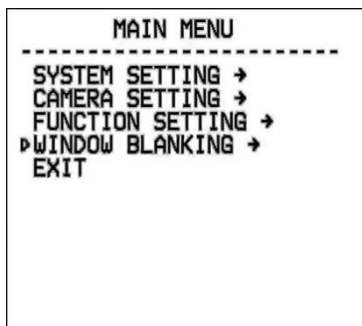 MAIN MENU
SYSTEM SETTING →
CAMERA SETTING →
FUNCTION SETTING →
WINDOW BLANKING →
EXIT